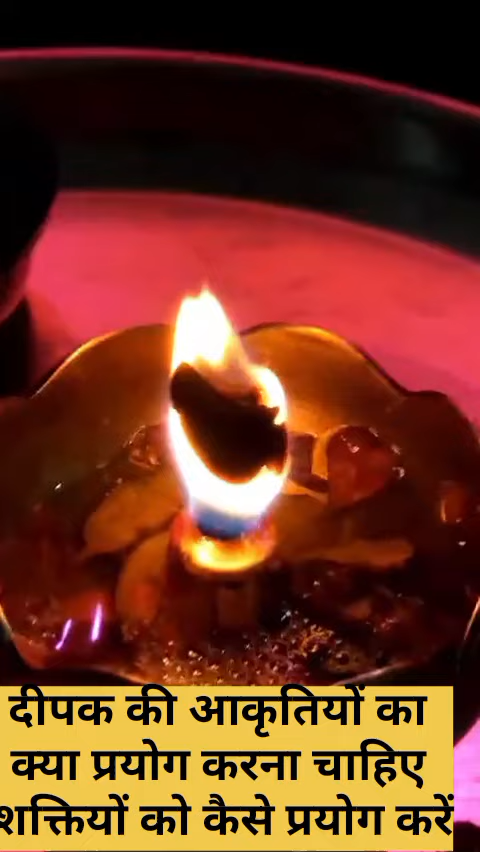 दीपक की आकृतियों का
क्या प्रयोग करना चाहिए
शक्तियों को कैसे प्रयोग करें